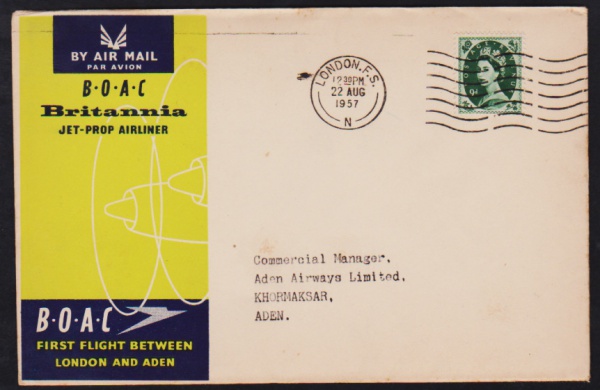 BY AIR MAIL
PAR AVION
B·O·A·C
Britannia
JET-PROP AIRLINER
B·O·A·C
FIRST FLIGHT BETWEEN
LONDON AND ADEN
LONDON, F.S.
12 30PM
22 AUG
1957
N
Commercial Manager.
Aden Airways Limited.
KHORMAKSAR,
ADEN.